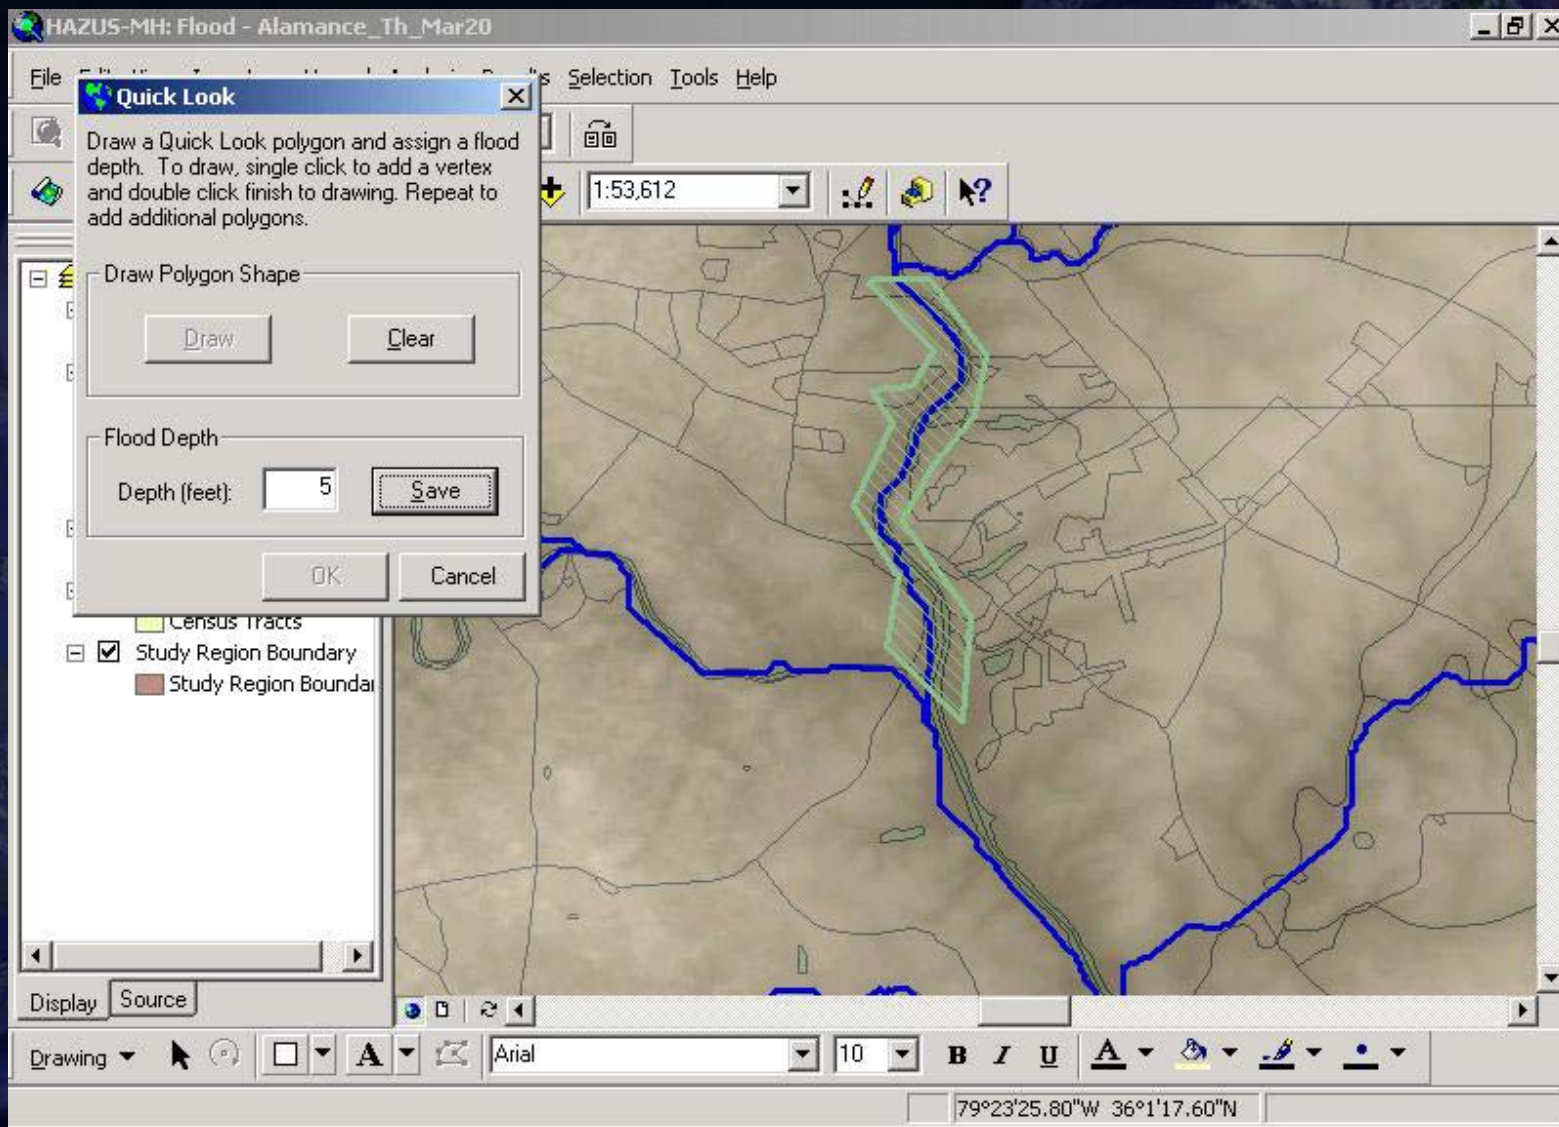 HAZUS-MH: Flood - Alamance_Th_Mar20
File
Selection Tools Help
Quick Look
Draw a Quick Look polygon and assign a flood
depth. To draw, single click to add a vertex
and double click finish to drawing. Repeat to
add additional polygons.
1:53,612
Draw Polygon Shape
Draw Clear
Flood Depth
Depth (feet): 5 Save
OK Cancel
Census Tracts
Study Region Boundary
Study Region Boundar
Display Source
Drawing A Arial 10 B I U A
79°23'25.80"W 36°1'17.60"N